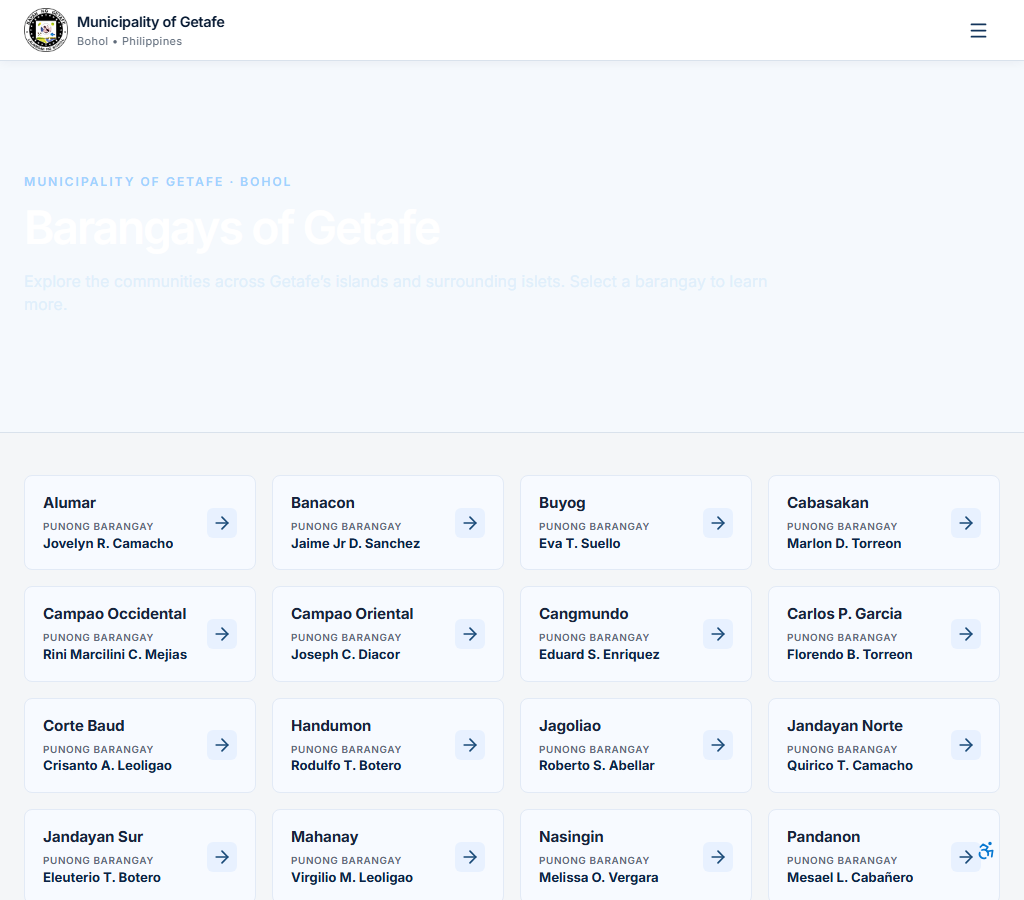 Municipality of Getafe
Bohol • Philippines
MUNICIPALITY OF GETAFE · BOHOL
Barangays of Getafe
Explore the communities across Getafe's islands and surrounding islets. Select a barangay to learn
more.
Alumar
PUNONG BARANGAY
Jovelyn R. Camacho
Banacon
PUNONG BARANGAY
Jaime Jr D. Sanchez
Buyog
PUNONG BARANGAY
Eva T. Suello
Cabasakan
PUNONG BARANGAY
Marlon D. Torreon
Campao Occidental
PUNONG BARANGAY
Rini Marcilini C. Mejias
Campao Oriental
PUNONG BARANGAY
Joseph C. Diacor
Cangmundo
PUNONG BARANGAY
Eduard S. Enriquez
Carlos P. Garcia
PUNONG BARANGAY
Florendo B. Torreon
Corte Baud
PUNONG BARANGAY
Crisanto A. Leoligao
Handumon
PUNONG BARANGAY
Rodulfo T. Botero
Jagoliao
PUNONG BARANGAY
Roberto S. Abellar
Jandayan Norte
PUNONG BARANGAY
Quirico T. Camacho
Jandayan Sur
PUNONG BARANGAY
Eleuterio T. Botero
Mahanay
PUNONG BARANGAY
Virgilio M. Leoligao
Nasingin
PUNONG BARANGAY
Melissa O. Vergara
Pandanon
PUNONG BARANGAY
Mesael L. Cabañero